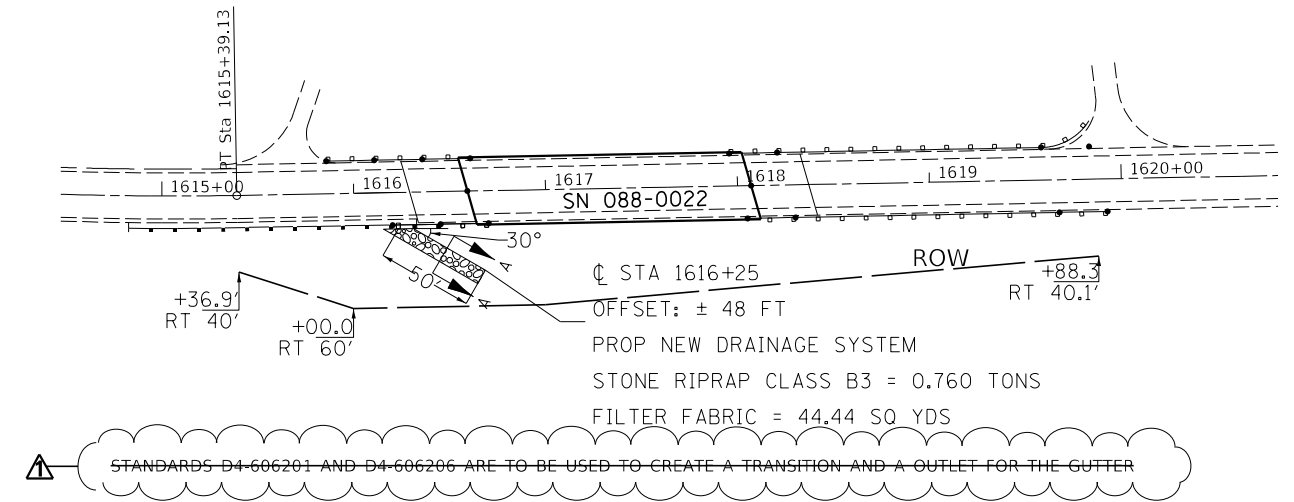 PT Sta 1615+39.13
1615+00
1616
1617
1618
1619
1620+00
SN 088-0022
30°
50'
A
A
ROW
+36.9'
RT 40'
+00.0
RT 60'
+88.3
RT 40.1'
℄ STA 1616+25
OFFSET: ± 48 FT
PROP NEW DRAINAGE SYSTEM
STONE RIPRAP CLASS B3 = 0.760 TONS
FILTER FABRIC = 44.44 SQ YDS
1
STANDARDS D4-606201 AND D4-606206 ARE TO BE USED TO CREATE A TRANSITION AND A OUTLET FOR THE GUTTER